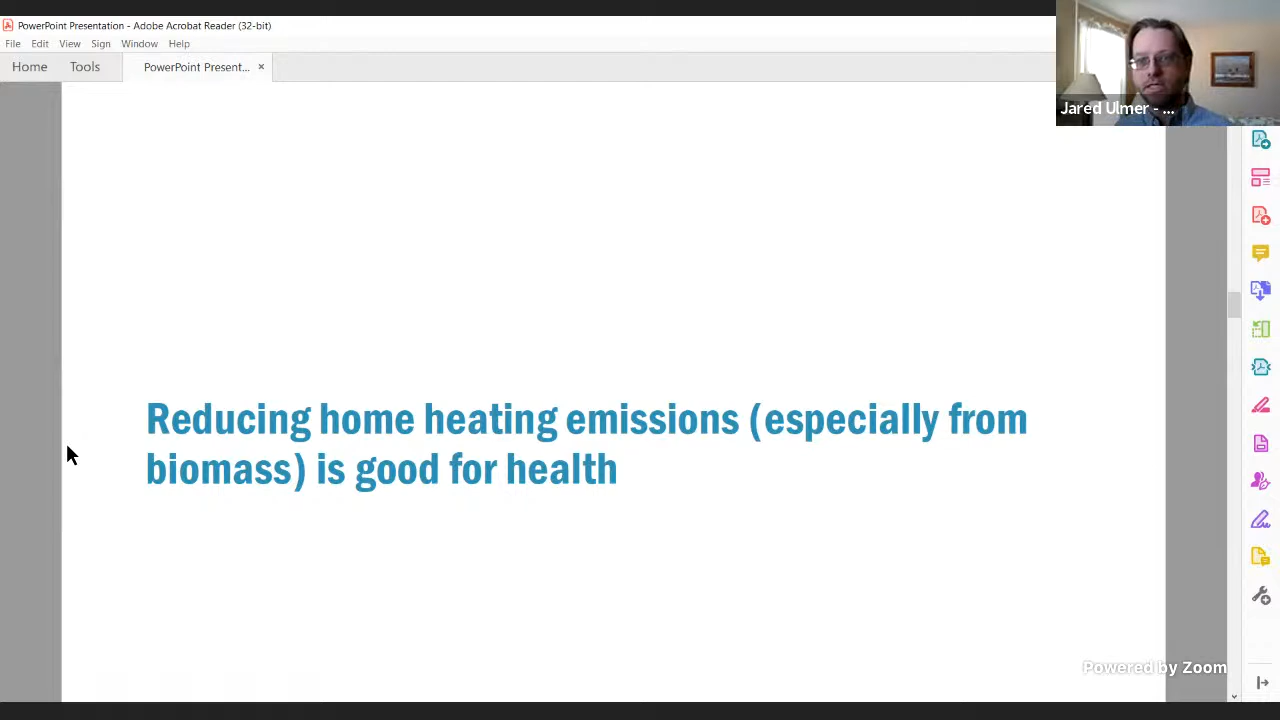 PowerPoint Presentation - Adobe Acrobat Reader (32-bit)
File Edit View Sign Window Help
Home Tools PowerPoint Present... ×
Jared Ulmer - ...
Reducing home heating emissions (especially from
biomass) is good for health
Powered by Zoom